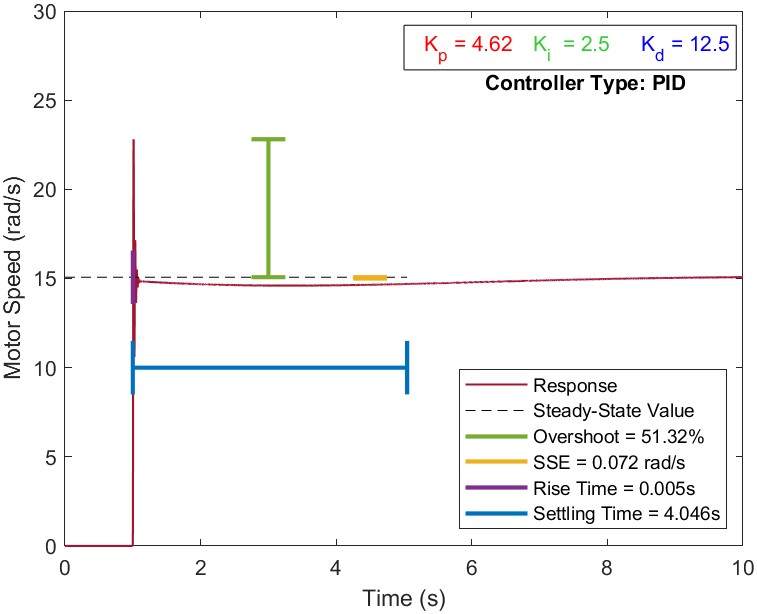 30
25
20
15
10
5
0
0
2
4
6
8
10
Motor Speed (rad/s)
Time (s)
Kp = 4.62 Ki = 2.5 Kd = 12.5
Controller Type: PID
Response
Steady-State Value
Overshoot = 51.32%
SSE = 0.072 rad/s
Rise Time = 0.005s
Settling Time = 4.046s